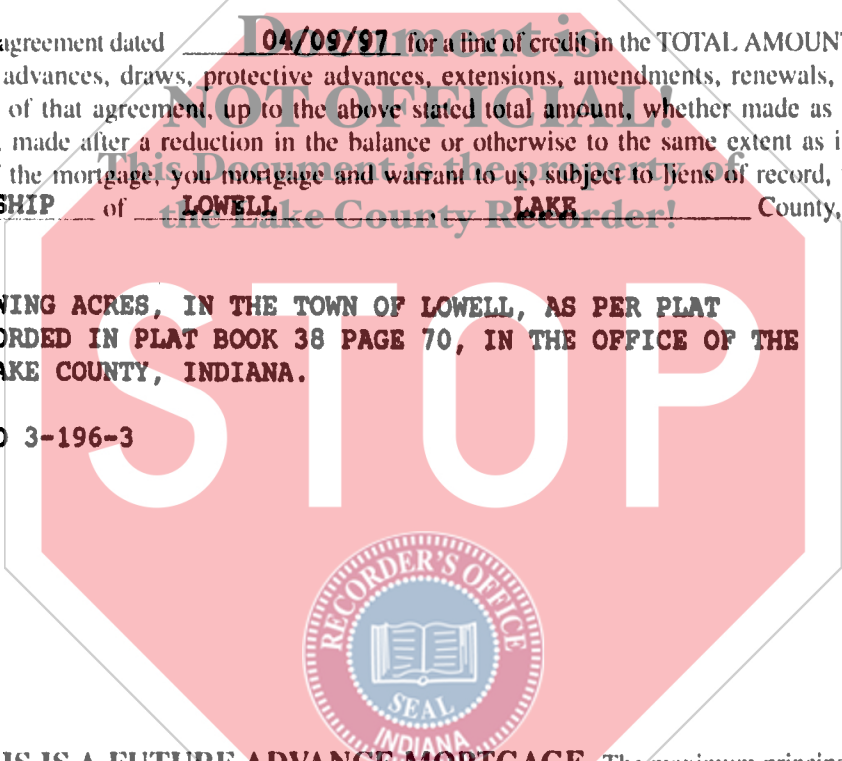 Document is
agreement dated 04/09/97 for a line of credit in the TOTAL AMOUNT
advances, draws, protective advances, extensions, amendments, renewals,
NOT OFFICIAL!
of that agreement, up to the above stated total amount, whether made as
made after a reduction in the balance or otherwise to the same extent as i
This Document is the property of
the mortgage, you mortgage and warrant to us, subject to liens of record,
SHIP of LOWELL, LAKE County,
the Lake County Recorder!
NING ACRES, IN THE TOWN OF LOWELL, AS PER PLAT
ORDED IN PLAT BOOK 38 PAGE 70, IN THE OFFICE OF THE
AKE COUNTY, INDIANA.
O 3-196-3
STOP
RECORDER'S OFFICE
SEAL
INDIANA
IS IS A FUTURE ADVANCE MORTGAGE. The maximum princip